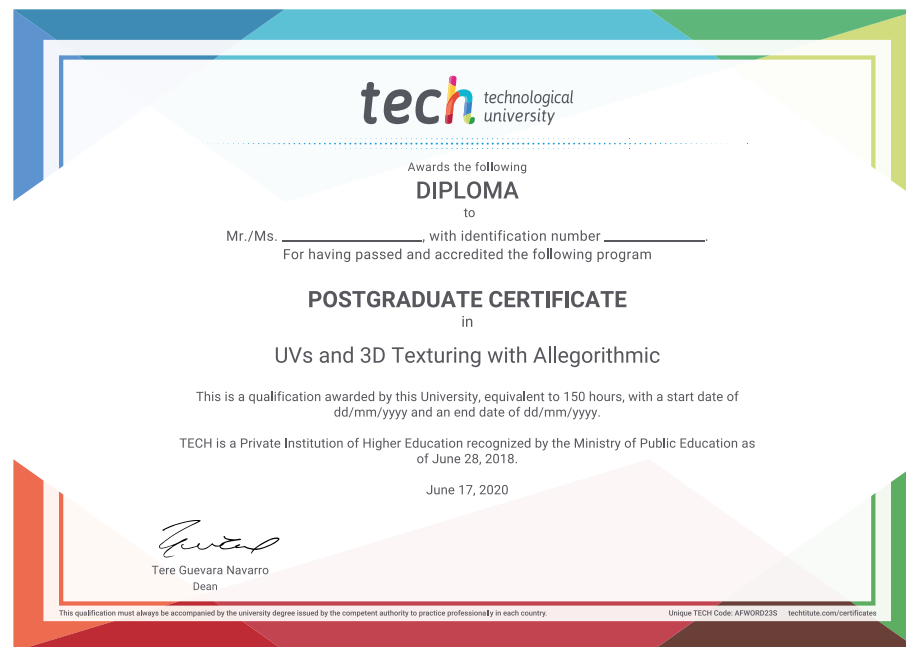 tech technological
university
Awards the following
DIPLOMA
to
Mr./Ms. ____________________, with identification number ______________.
For having passed and accredited the following program
POSTGRADUATE CERTIFICATE
in
UVs and 3D Texturing with Allegorithmic
This is a qualification awarded by this University, equivalent to 150 hours, with a start date of
dd/mm/yyyy and an end date of dd/mm/yyyy.
TECH is a Private Institution of Higher Education recognized by the Ministry of Public Education as
of June 28, 2018.
June 17, 2020
Tere Guevara Navarro
Dean
This qualification must always be accompanied by the university degree issued by the competent authority to practice professionally in each country. Unique TECH Code: AFWORD23S techtitute.com/certificates